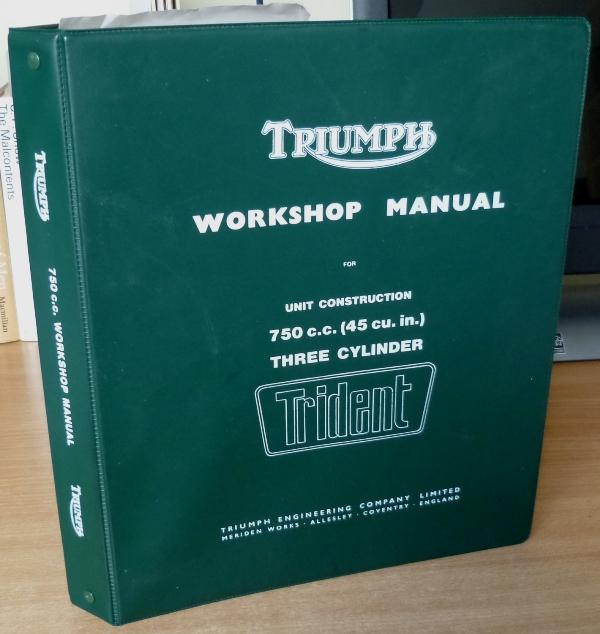 TRIUMPH
WORKSHOP MANUAL
FOR
UNIT CONSTRUCTION
750 c.c. (45 cu. in.)
THREE CYLINDER
Trident
TRIUMPH ENGINEERING COMPANY LIMITED
MERIDEN WORKS · ALLESLEY · COVENTRY · ENGLAND
TRIUMPH
750 c.c. WORKSHOP MANUAL
TRIUMPH
The Malcontents
Macmillan